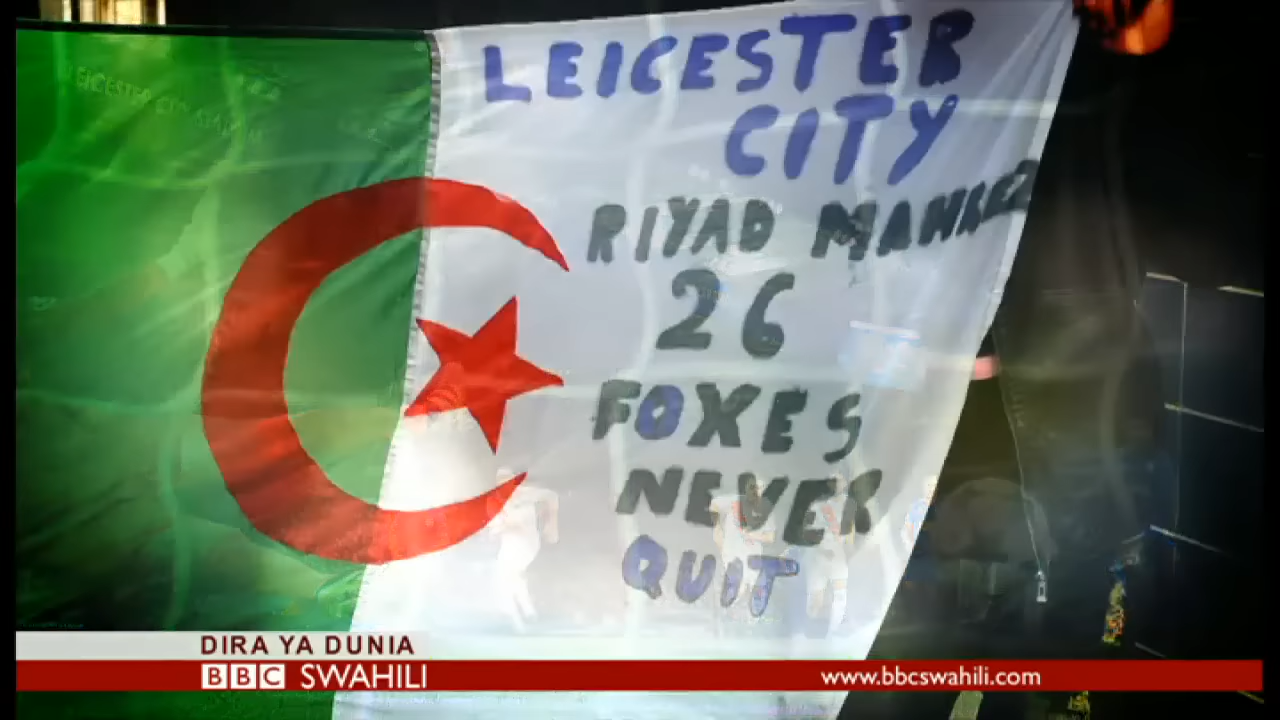 LEICESTER
CITY
RIYAD MAHREZ
26
FOXES
NEVER
QUIT
DIRA YA DUNIA
BBC SWAHILI
www.bbcswahili.com